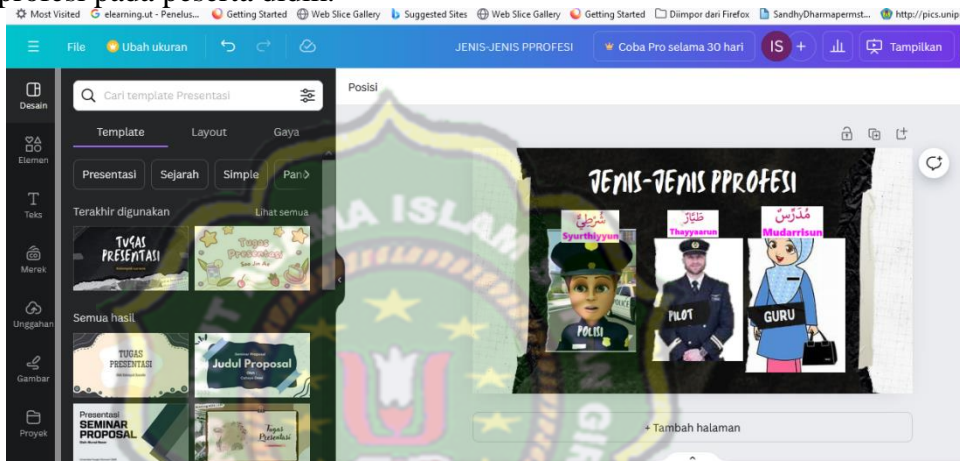 profesi pada peserta didik.
Most Visited elearning.ut - Penelus... Getting Started Web Slice Gallery Suggested Sites Web Slice Gallery Getting Started Diimpor dari Firefox SandhyDharmapermst... http://pics.unip
File Ubah ukuran JENIS-JENIS PPROFESI Coba Pro selama 30 hari IS + Tampilkan
Desain
Elemen
Teks
Merek
Unggahan
Gambar
Proyek
Cari template Presentasi
Template Layout Gaya
Presentasi Sejarah Simple Pan
Terakhir digunakan Lihat semua
TUGAS
PRESENTASI
Tugas
Presentasi
Semua hasil
TUGAS
PRESENTASI
Judul Proposal
Presentasi
SEMINAR
PROPOSAL
Tugas
Presentasi
Posisi
JENIS-JENIS PPROFESI
شُرْطِيٌّ
Syurthiyyun
POLICE
POLISI
طَيَّارٌ
Thayyaarun
PILOT
مُدَرِّسٌ
Mudarrisun
GURU
+ Tambah halaman